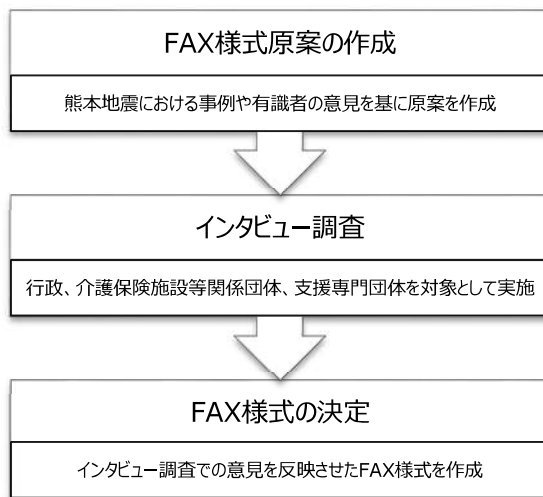 FAX様式原案の作成
熊本地震における事例や有識者の意見を基に原案を作成
インタビュー調査
行政、介護保険施設等関係団体、支援専門団体を対象として実施
FAX様式の決定
インタビュー調査での意見を反映させたFAX様式を作成